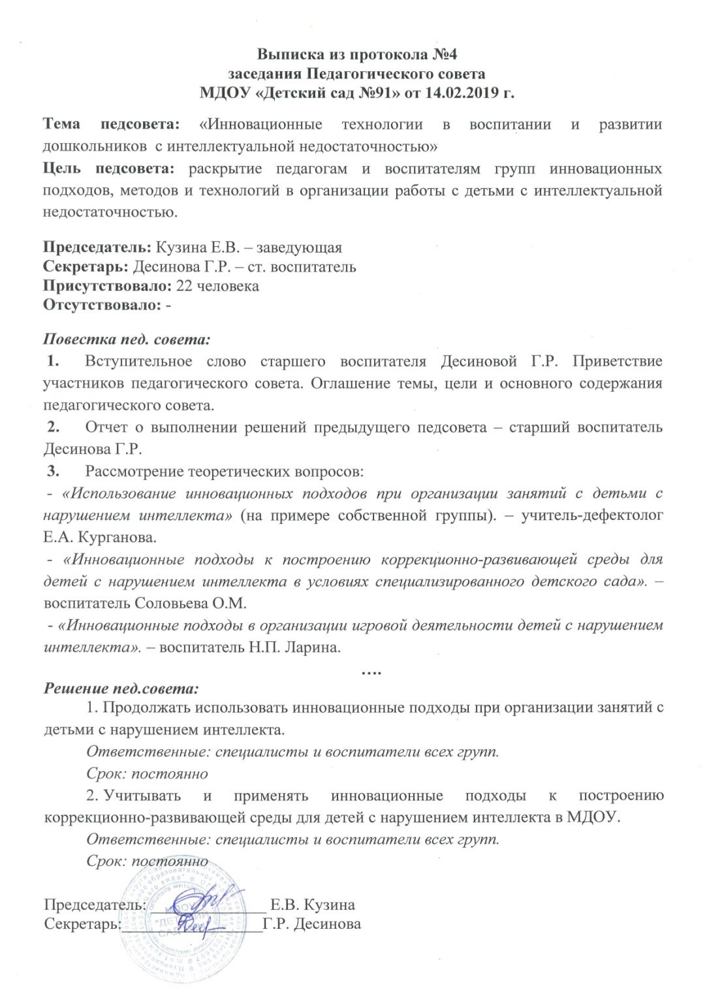 Выписка из протокола №4
заседания Педагогического совета
МДОУ «Детский сад №91» от 14.02.2019 г.
Тема педсовета: «Инновационные технологии в воспитании и развитии
дошкольников с интеллектуальной недостаточностью»
Цель педсовета: раскрытие педагогам и воспитателям групп инновационных
подходов, методов и технологий в организации работы с детьми с интеллектуальной
недостаточностью.
Председатель: Кузина Е.В. – заведующая
Секретарь: Десинова Г.Р. – ст. воспитатель
Присутствовало: 22 человека
Отсутствовало: -
Повестка пед. совета:
1. Вступительное слово старшего воспитателя Десиновой Г.Р. Приветствие
участников педагогического совета. Оглашение темы, цели и основного содержания
педагогического совета.
2. Отчет о выполнении решений предыдущего педсовета – старший воспитатель
Десинова Г.Р.
3. Рассмотрение теоретических вопросов:
- «Использование инновационных подходов при организации занятий с детьми с
нарушением интеллекта» (на примере собственной группы). – учитель-дефектолог
Е.А. Курганова.
- «Инновационные подходы к построению коррекционно-развивающей среды для
детей с нарушением интеллекта в условиях специализированного детского сада». –
воспитатель Соловьева О.М.
- «Инновационные подходы в организации игровой деятельности детей с нарушением
интеллекта». – воспитатель Н.П. Ларина.
....
Решение пед.совета:
1. Продолжать использовать инновационные подходы при организации занятий с
детьми с нарушением интеллекта.
Ответственные: специалисты и воспитатели всех групп.
Срок: постоянно
2. Учитывать и применять инновационные подходы к построению
коррекционно-развивающей среды для детей с нарушением интеллекта в МДОУ.
Ответственные: специалисты и воспитатели всех групп.
Срок: постоянно
Председатель: ______________ Е.В. Кузина
Секретарь:_________________Г.Р. Десинова
МДОУ
"ДЕТСКИЙ
САД